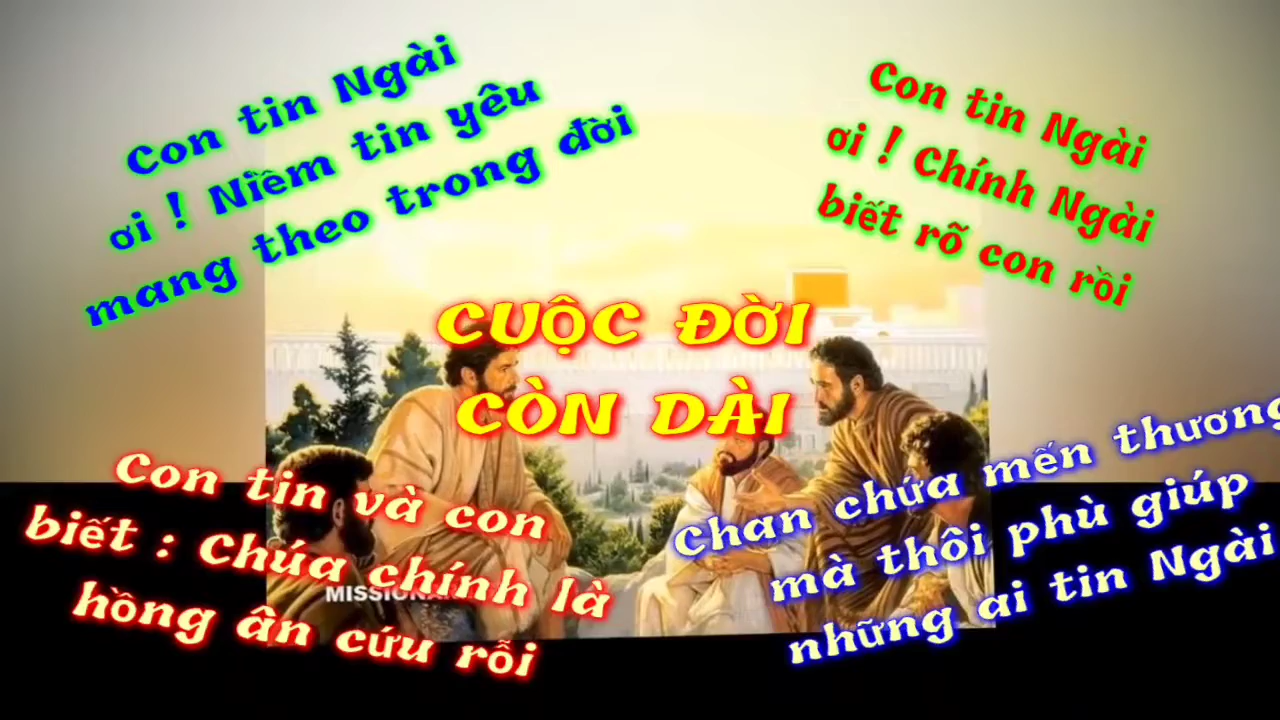 Con tin Ngài
ơi ! Niềm tin yêu
mang theo trong đời
Con tin Ngài
ơi ! Chính Ngài
biết rõ con rồi
CUỘC ĐỜI
CÒN DÀI
Con tin và con
biết : Chúa chính là
hồng ân cứu rỗi
Chan chứa mến thương
mà thôi phù giúp
những ai tin Ngài